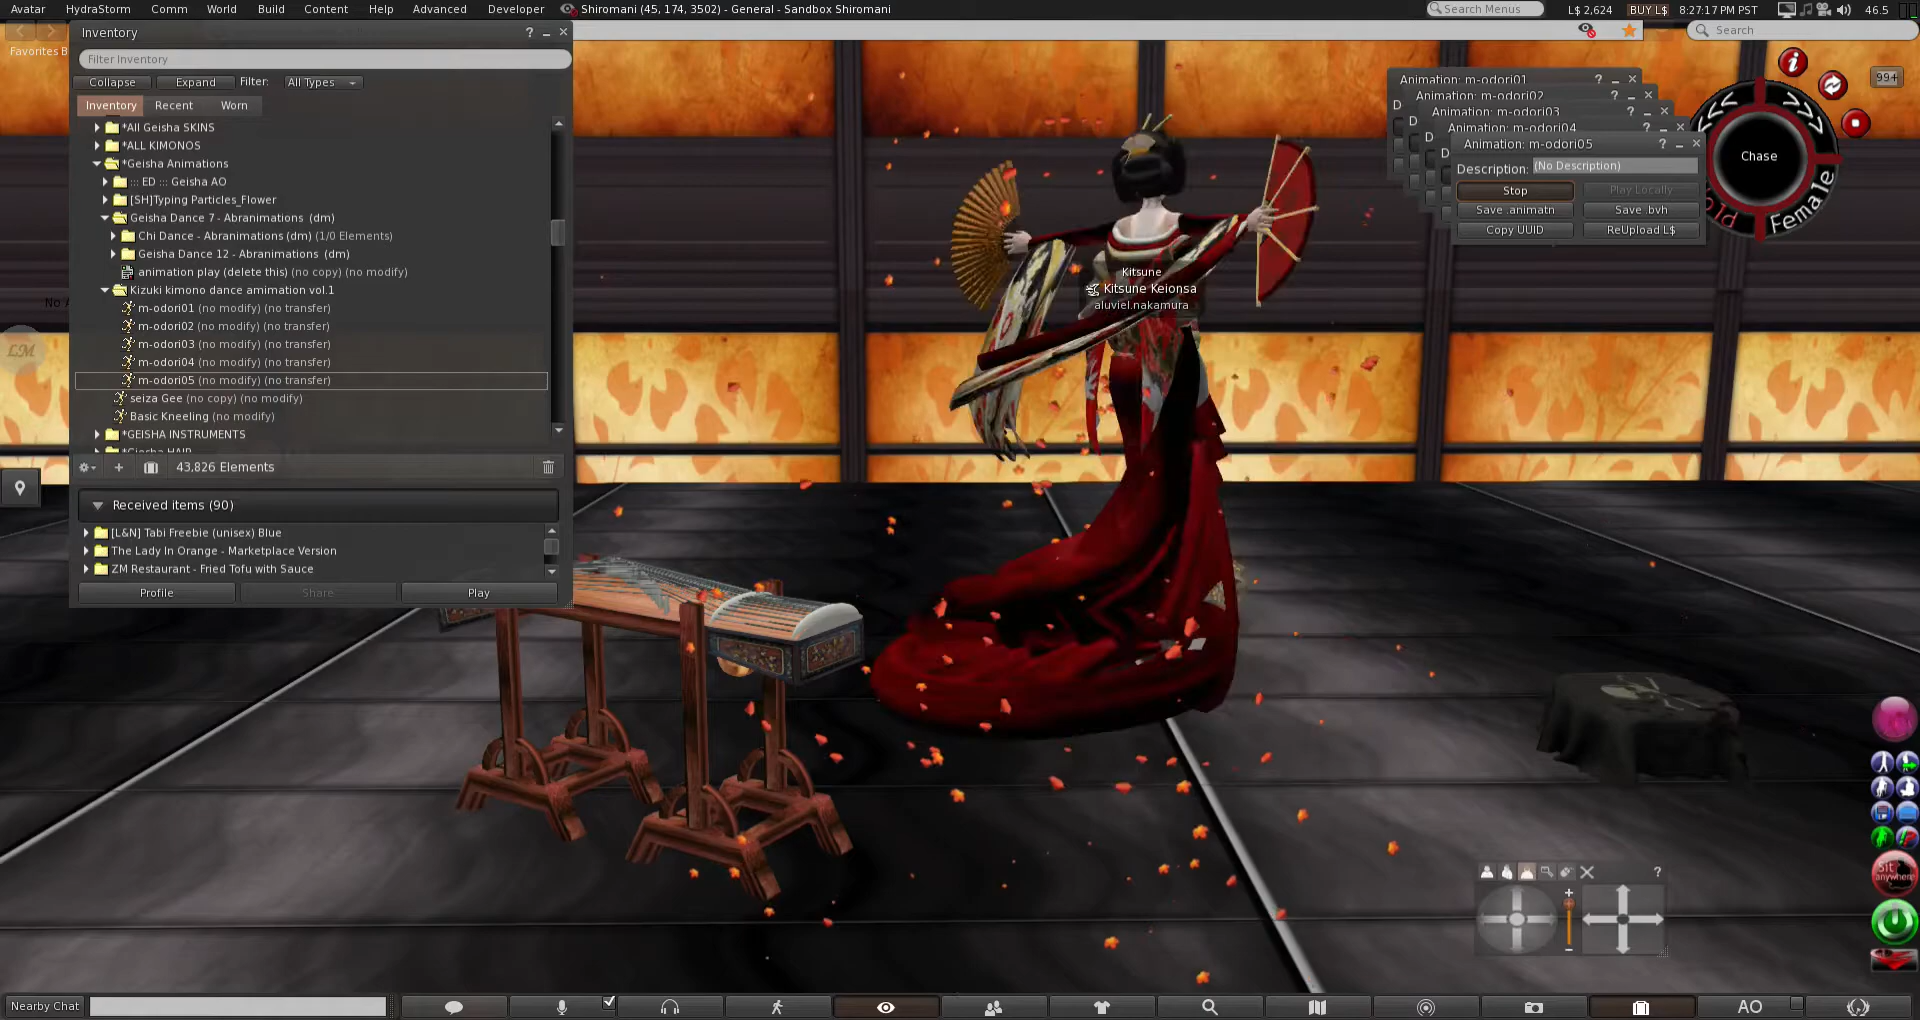 Avatar HydraStorm Comm World Build Content Help Advanced Developer Shiromani (45, 174, 3502) - General - Sandbox Shiromani
Search Menus L$ 2,624 BUY L$ 8:27:17 PM PST 46.5
Search
Favorites B
Inventory ? _ ×
Filter Inventory
Collapse Expand Filter: All Types
Inventory Recent Worn
*All Geisha SKINS
*ALL KIMONOS
*Geisha Animations
::: ED ::: Geisha AO
[SH]Typing Particles_Flower
Geisha Dance 7 - Abranimations (dm)
Chi Dance - Abranimations (dm) (1/0 Elements)
Geisha Dance 12 - Abranimations (dm)
animation play (delete this) (no copy) (no modify)
Kizuki kimono dance amimation vol.1
m-odori01 (no modify) (no transfer)
m-odori02 (no modify) (no transfer)
m-odori03 (no modify) (no transfer)
m-odori04 (no modify) (no transfer)
m-odori05 (no modify) (no transfer)
seiza Gee (no copy) (no modify)
Basic Kneeling (no modify)
*GEISHA INSTRUMENTS
*Geisha HAIR
43,826 Elements
Received items (90)
[L&N] Tabi Freebie (unisex) Blue
The Lady In Orange - Marketplace Version
ZM Restaurant - Fried Tofu with Sauce
Profile Share Play
LM
Kitsune
Kitsune Keionsa
aluviel.nakamura
Animation: m-odori01
Animation: m-odori02
Animation: m-odori03
Animation: m-odori04
Animation: m-odori05
Description: (No Description)
Stop Play Locally
Save .animatn Save .bvh
Copy UUID ReUpload L$
99+
Chase
Female
Sit
anywhere
Nearby Chat
AO